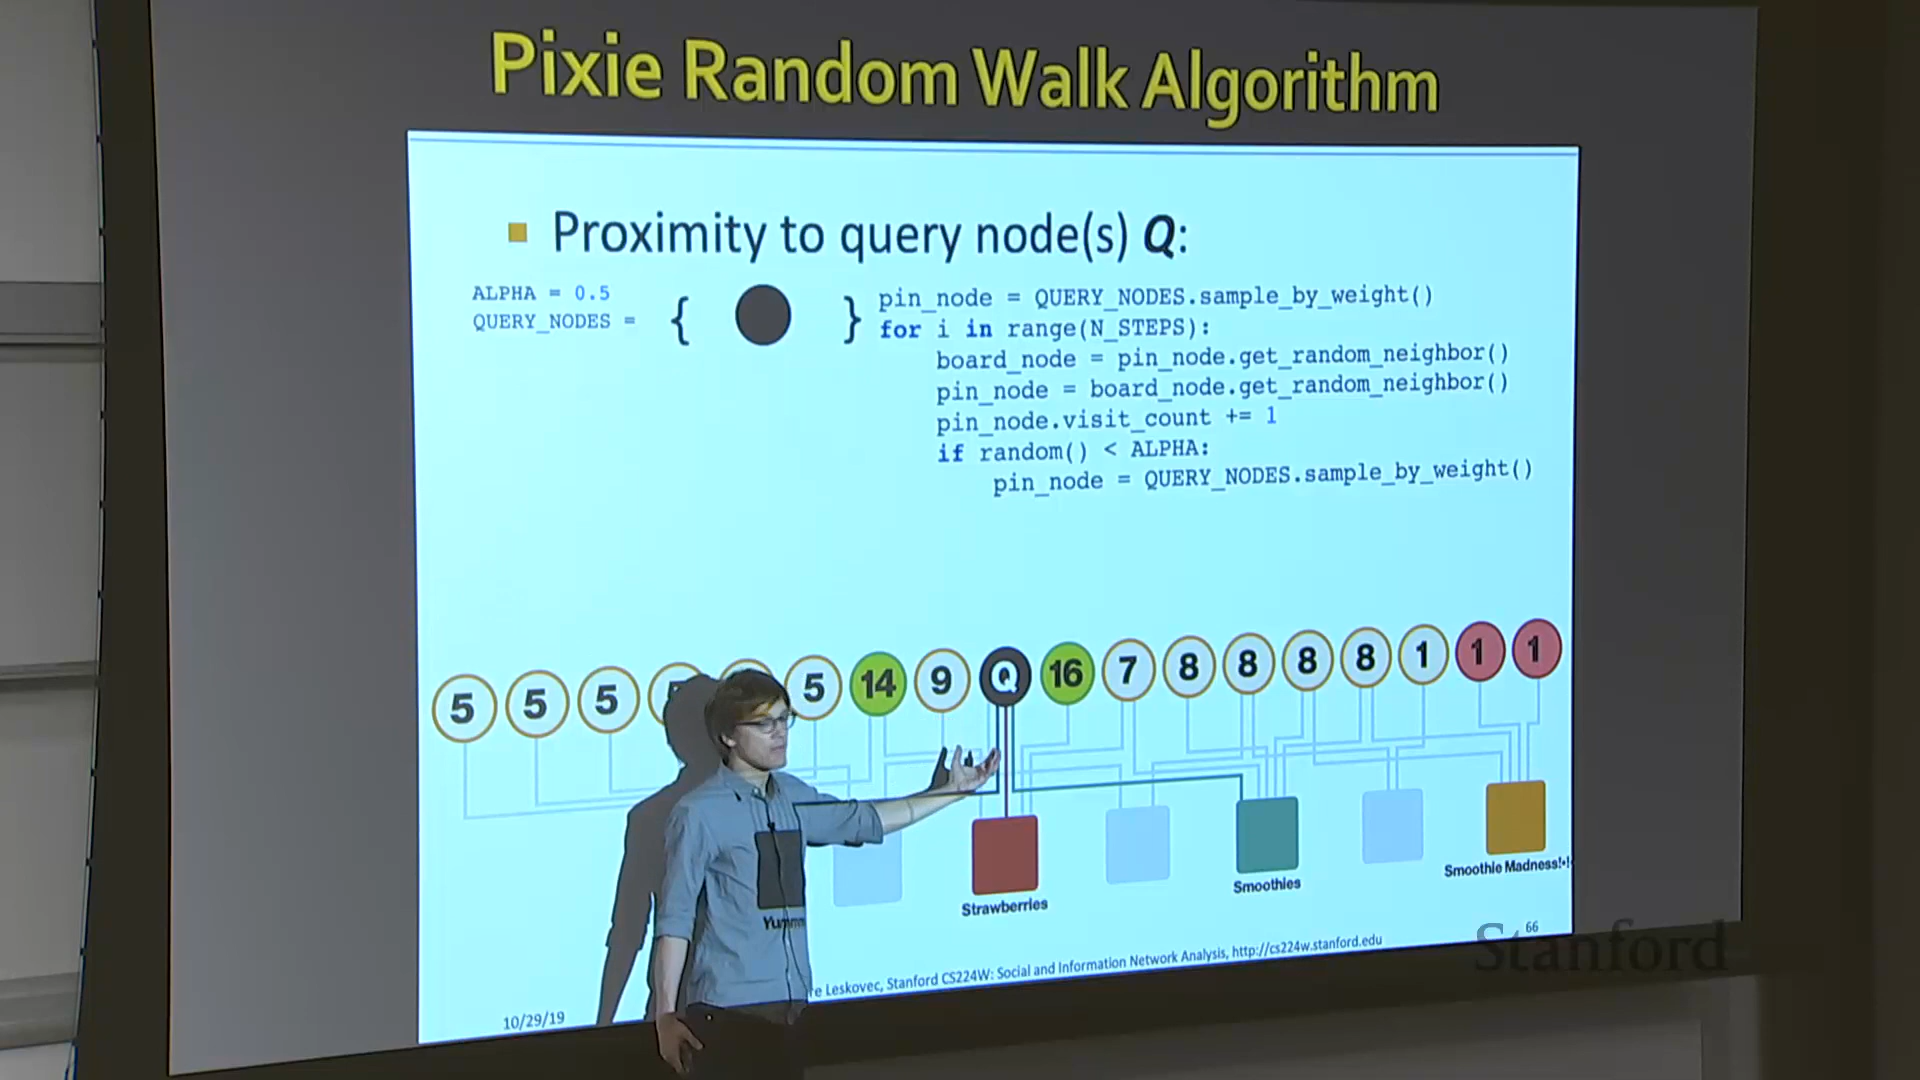 Pixie Random Walk Algorithm
Proximity to query node(s) Q:
ALPHA = 0.5
QUERY_NODES =
{ }
pin_node = QUERY_NODES.sample_by_weight()
for i in range(N_STEPS):
board_node = pin_node.get_random_neighbor()
pin_node = board_node.get_random_neighbor()
pin_node.visit_count += 1
if random() < ALPHA:
pin_node = QUERY_NODES.sample_by_weight()
5 5 5 5 14 9 Q 16 7 8 8 8 8 1 1 1
Strawberries
Smoothies
Smoothie Madness!•!
66
Leskovec, Stanford CS224W: Social and Information Network Analysis, http://cs224w.stanford.edu
10/29/19
Stanford